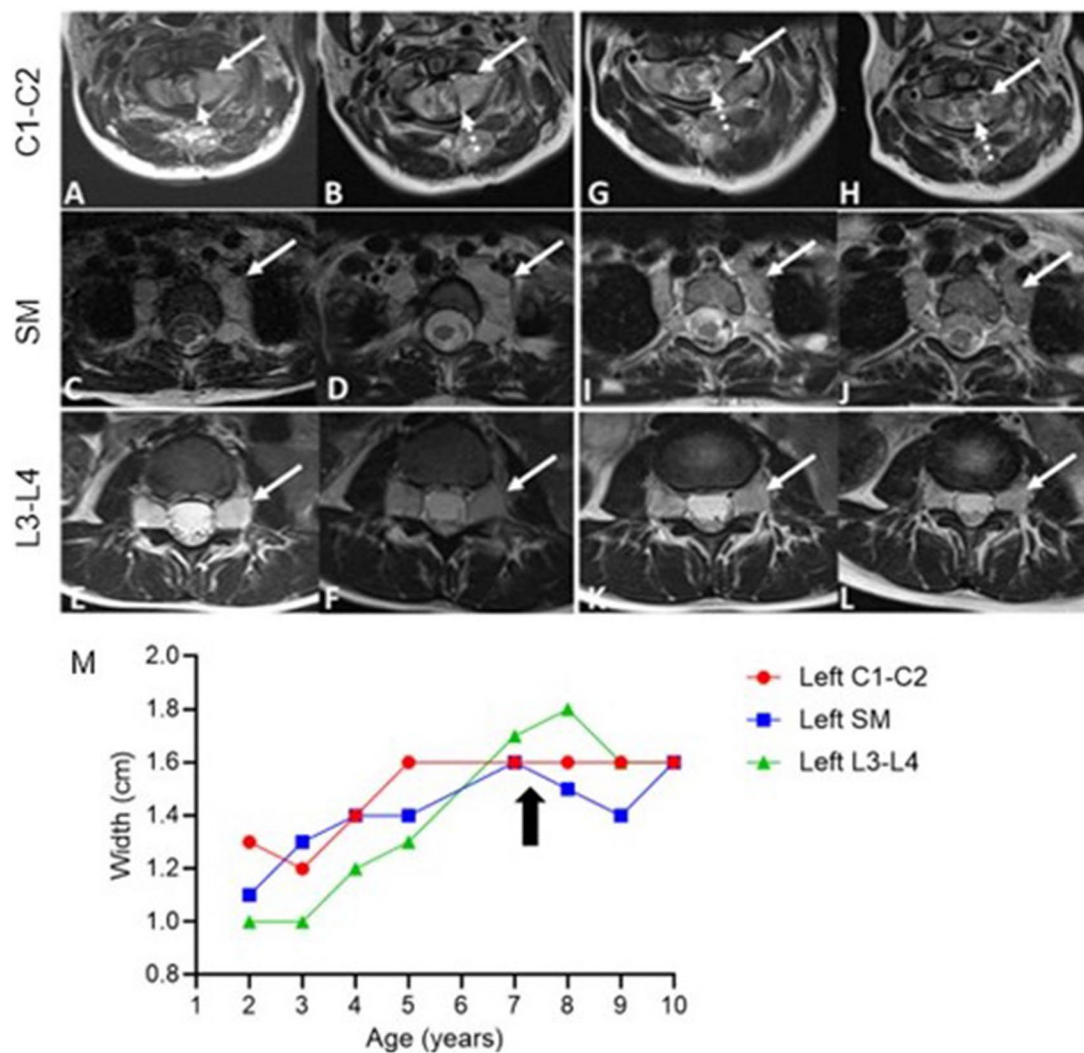 C1-C2
A
B
G
H
SM
C
D
I
J
L3-L4
E
F
K
L
M
2.0
1.8
1.6
1.4
1.2
1.0
0.8
Width (cm)
1 2 3 4 5 6 7 8 9 10
Age (years)
Left C1-C2
Left SM
Left L3-L4